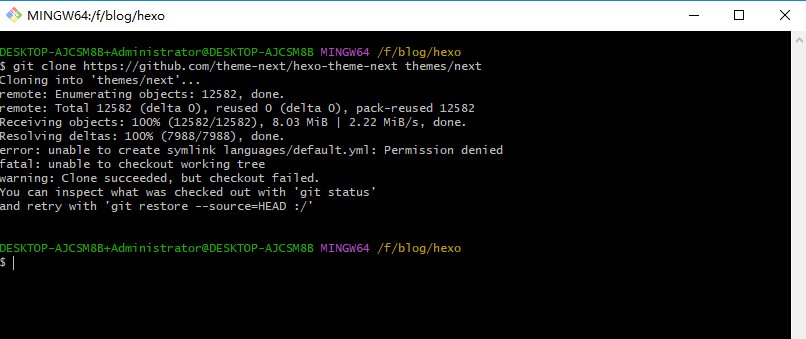 MINGW64:/f/blog/hexo
DESKTOP-AJCSM8B+Administrator@DESKTOP-AJCSM8B MINGW64 /f/blog/hexo
$ git clone https://github.com/theme-next/hexo-theme-next themes/next
Cloning into 'themes/next'...
remote: Enumerating objects: 12582, done.
remote: Total 12582 (delta 0), reused 0 (delta 0), pack-reused 12582
Receiving objects: 100% (12582/12582), 8.03 MiB | 2.22 MiB/s, done.
Resolving deltas: 100% (7988/7988), done.
error: unable to create symlink languages/default.yml: Permission denied
fatal: unable to checkout working tree
warning: Clone succeeded, but checkout failed.
You can inspect what was checked out with 'git status'
and retry with 'git restore --source=HEAD :/'
DESKTOP-AJCSM8B+Administrator@DESKTOP-AJCSM8B MINGW64 /f/blog/hexo
$